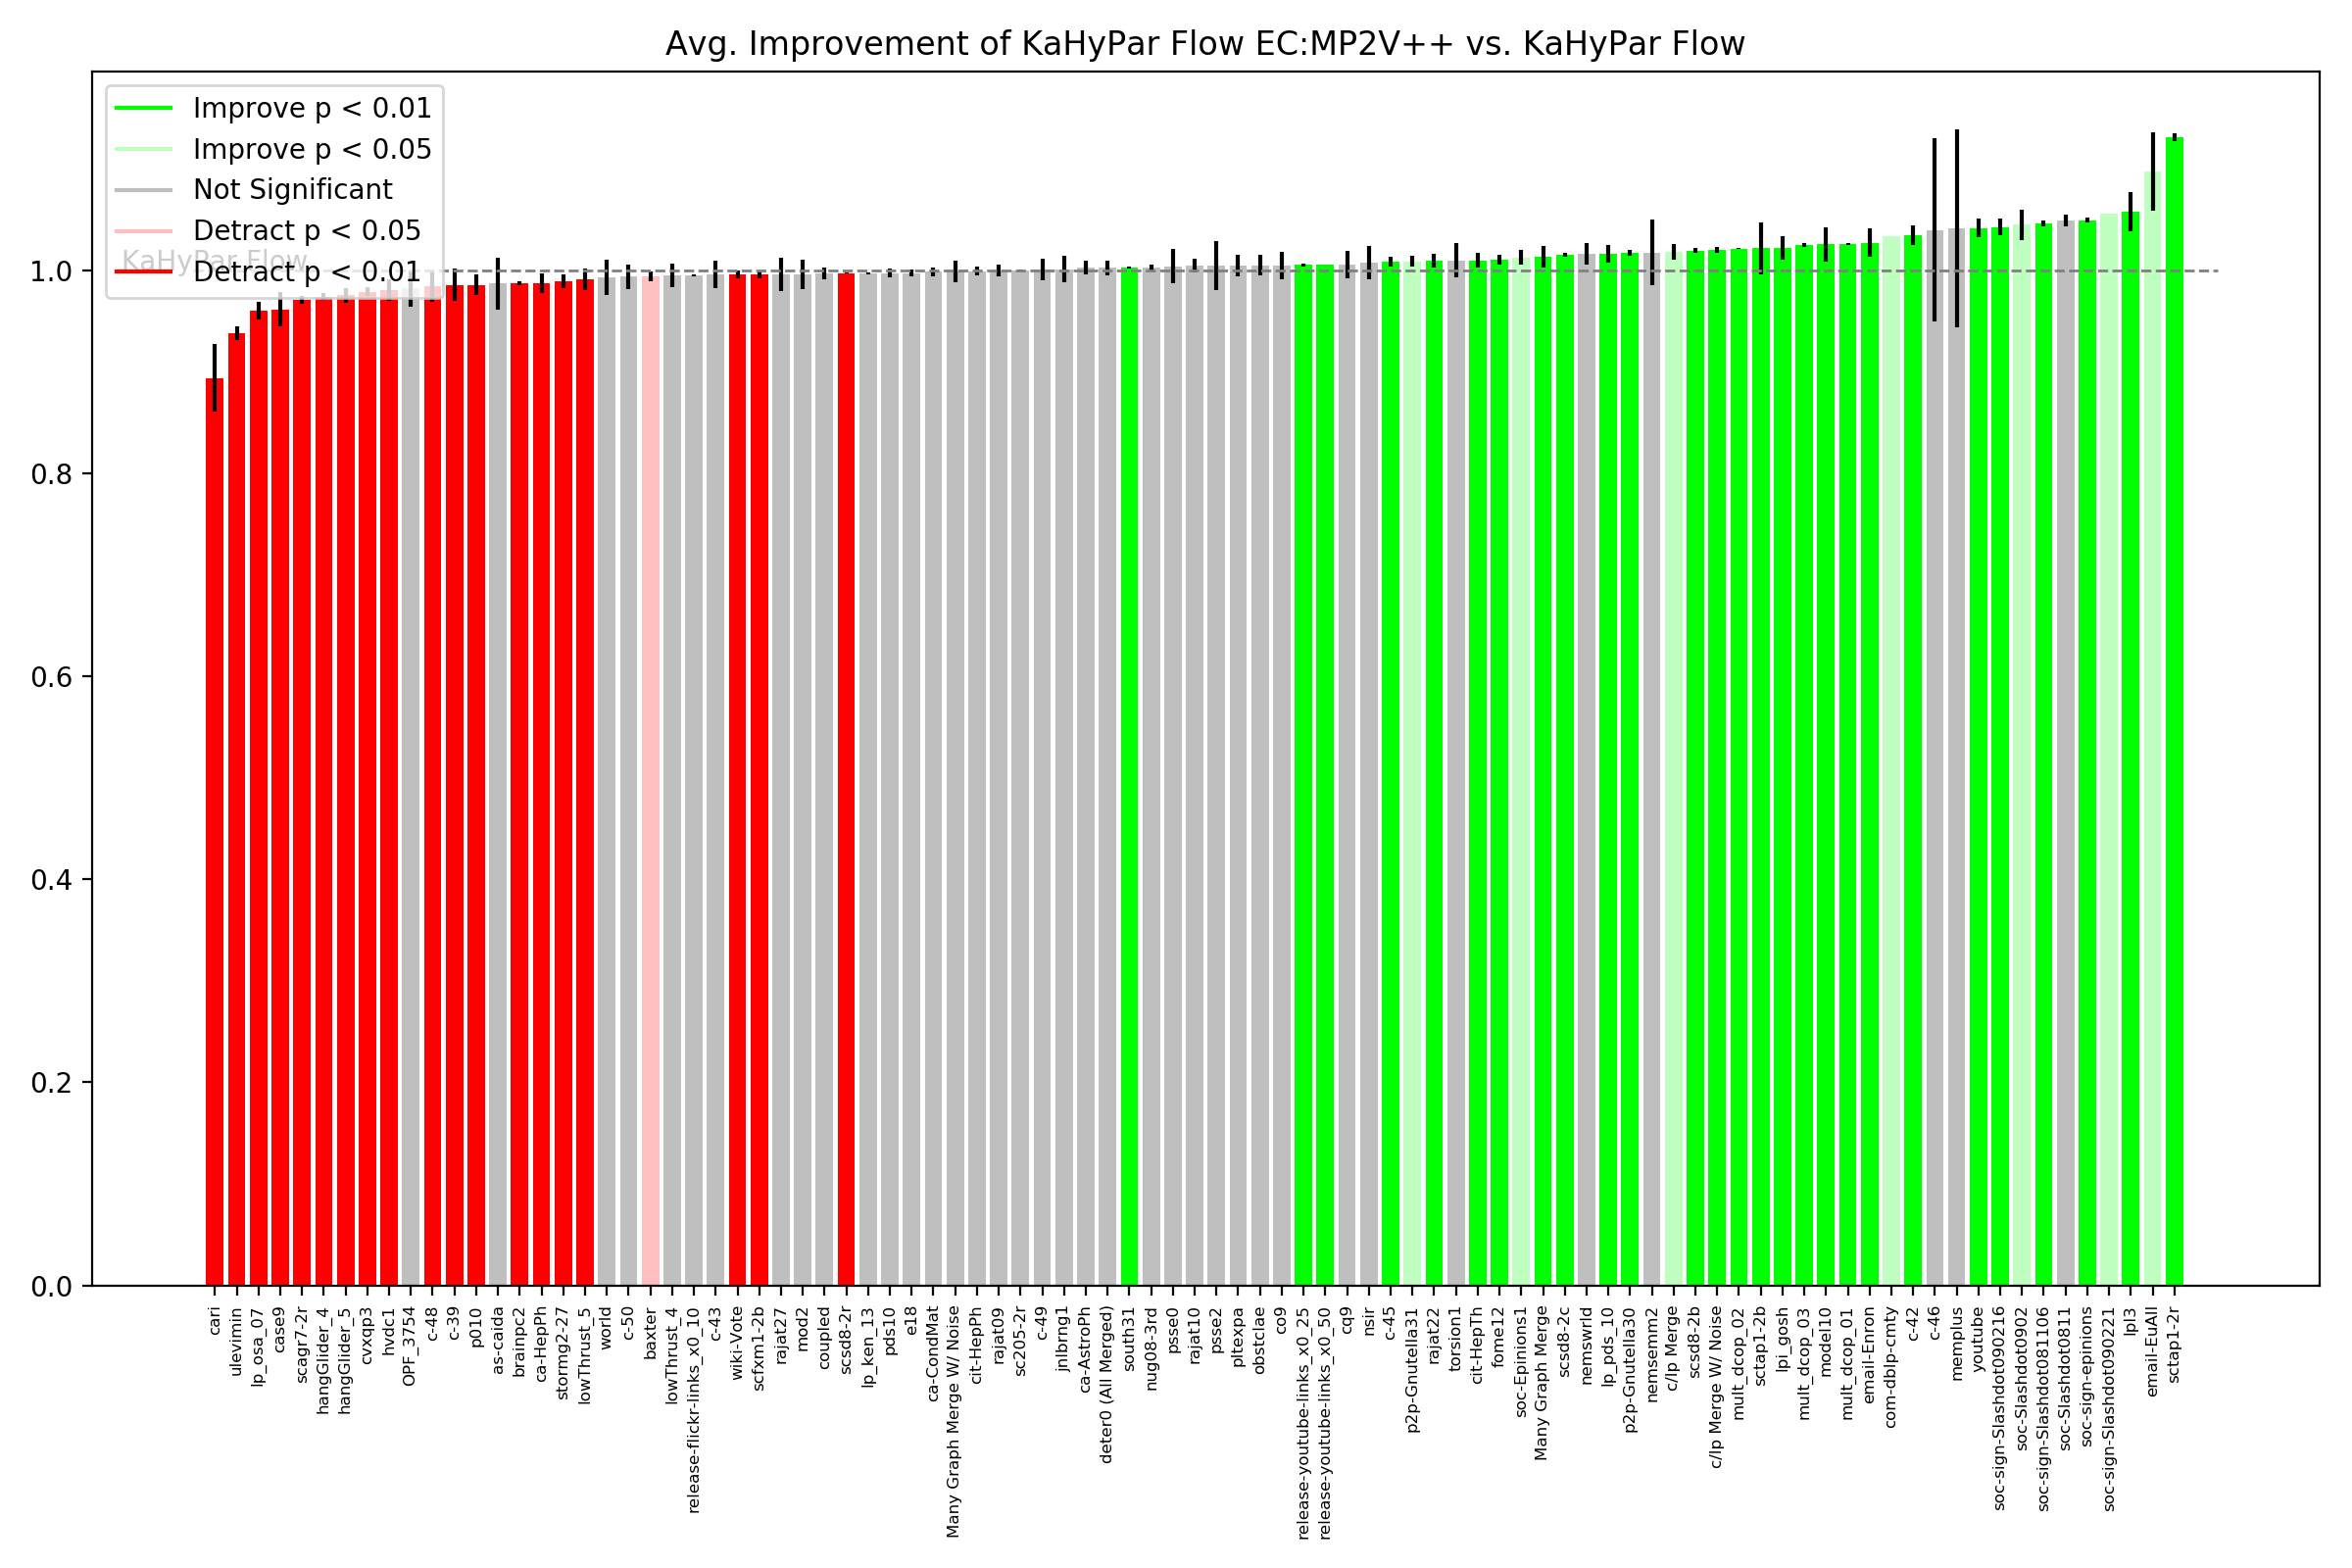 Avg. Improvement of KaHyPar Flow EC:MP2V++ vs. KaHyPar Flow
Improve p < 0.01
Improve p < 0.05
Not Significant
Detract p < 0.05
KaHyPar Flow
Detract p < 0.01
1.0
0.8
0.6
0.4
0.2
0.0
cari
ulevimin
lp_osa_07
case9
scagr7-2r
hangGlider_4
hangGlider_5
cvxqp3
hvdc1
OPF_3754
c-48
c-39
p010
as-caida
brainpc2
ca-HepPh
stormg2-27
lowThrust_5
world
c-50
baxter
lowThrust_4
release-flickr-links_x0_10
c-43
wiki-Vote
scfxm1-2b
rajat27
mod2
coupled
scsd8-2r
lp_ken_13
pds10
e18
ca-CondMat
Many Graph Merge W/ Noise
cit-HepPh
rajat09
sc205-2r
c-49
jnlbrng1
ca-AstroPh
deter0 (All Merged)
south31
nug08-3rd
psse0
rajat10
psse2
pltexpa
obstclae
co9
release-youtube-links_x0_25
release-youtube-links_x0_50
cq9
nsir
c-45
p2p-Gnutella31
rajat22
torsion1
cit-HepTh
fome12
soc-Epinions1
Many Graph Merge
scsd8-2c
nemswrld
lp_pds_10
p2p-Gnutella30
nemsemm2
c/lp Merge
scsd8-2b
c/lp Merge W/ Noise
mult_dcop_02
sctap1-2b
lpi_gosh
mult_dcop_03
model10
mult_dcop_01
email-Enron
com-dblp-cmty
c-42
c-46
memplus
youtube
soc-sign-Slashdot090216
soc-Slashdot0902
soc-sign-Slashdot081106
soc-Slashdot0811
soc-sign-epinions
soc-sign-Slashdot090221
lpl3
email-EuAll
sctap1-2r